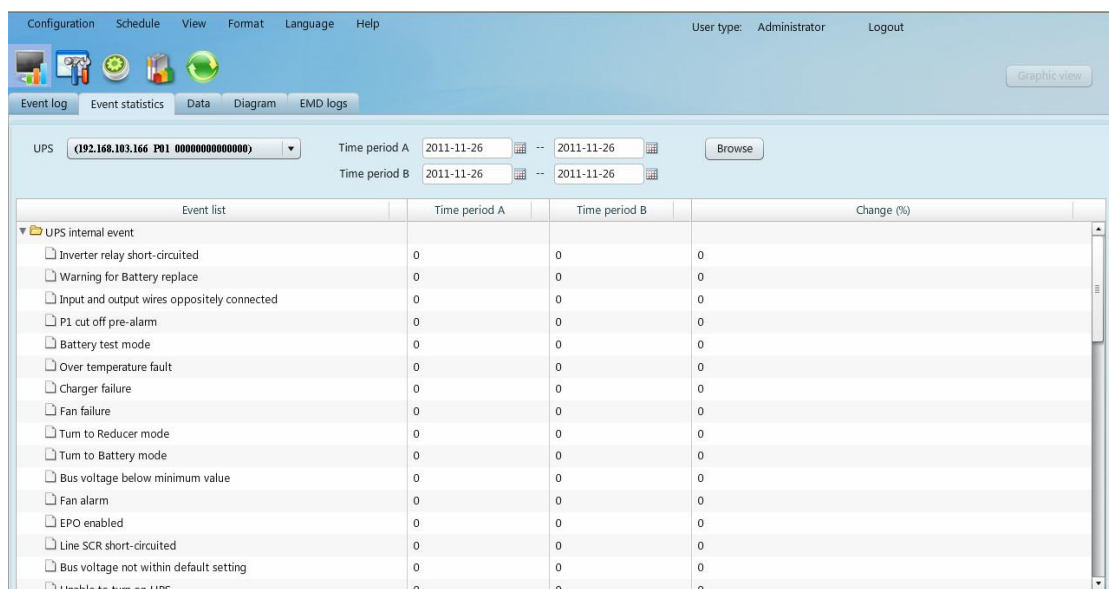 Configuration Schedule View Format Language Help User type: Administrator Logout
Graphic view
Event log Event statistics Data Diagram EMD logs
UPS (192.168.103.166 P01 00000000000000) Time period A 2011-11-26 -- 2011-11-26 Browse
Time period B 2011-11-26 -- 2011-11-26
Event list Time period A Time period B Change (%)
UPS internal event
Inverter relay short-circuited 0 0 0
Warning for Battery replace 0 0 0
Input and output wires oppositely connected 0 0 0
P1 cut off pre-alarm 0 0 0
Battery test mode 0 0 0
Over temperature fault 0 0 0
Charger failure 0 0 0
Fan failure 0 0 0
Turn to Reducer mode 0 0 0
Turn to Battery mode 0 0 0
Bus voltage below minimum value 0 0 0
Fan alarm 0 0 0
EPO enabled 0 0 0
Line SCR short-circuited 0 0 0
Bus voltage not within default setting 0 0 0
Unable to turn on UPS 0 0 0